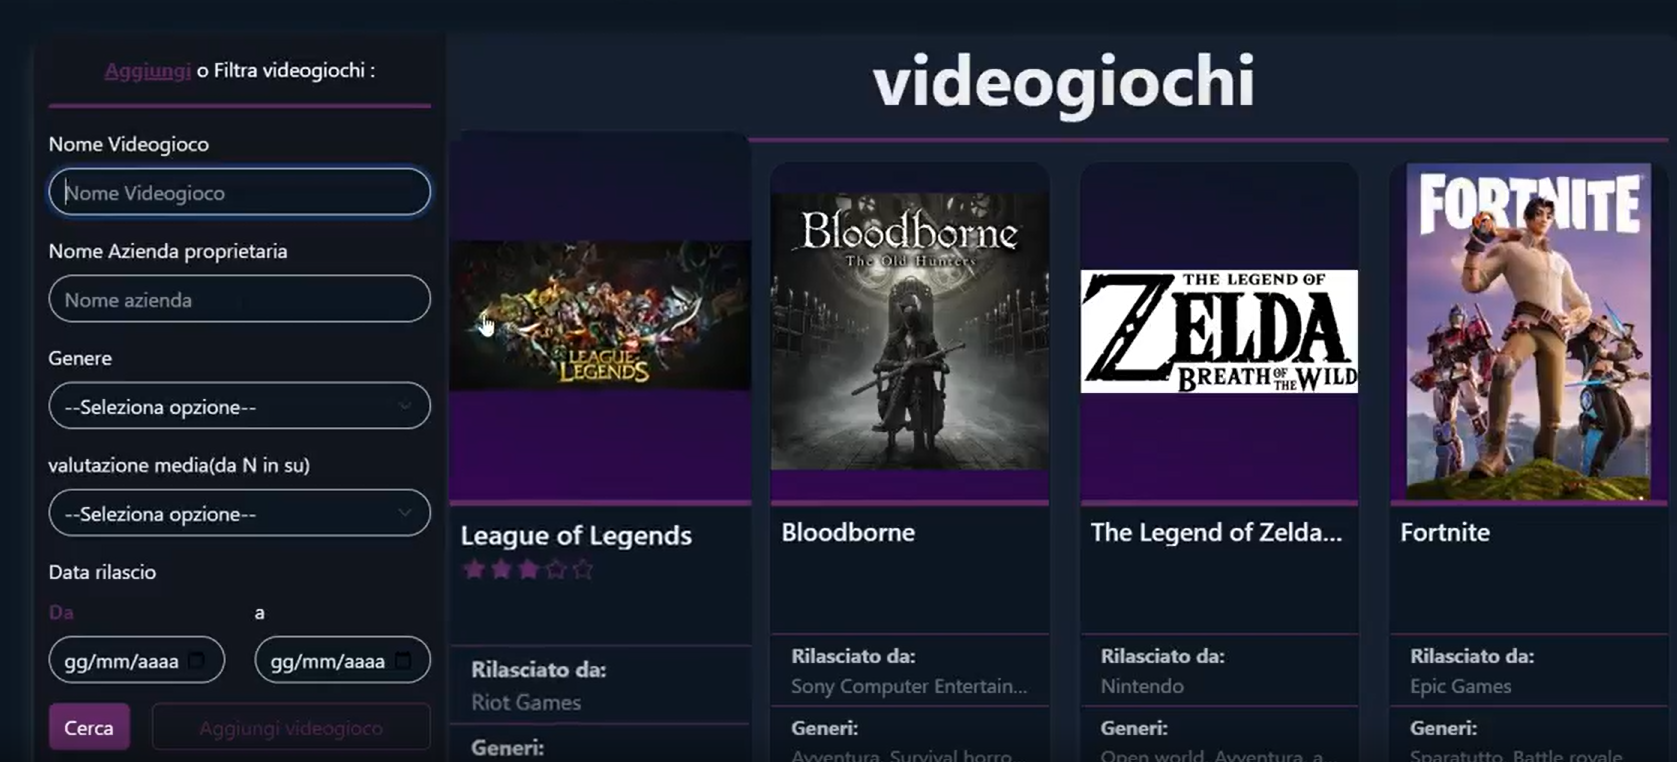 Aggiungi o Filtra videogiochi :
Nome Videogioco
Nome Videogioco
Nome Azienda proprietaria
Nome azienda
Genere
--Seleziona opzione--
valutazione media(da N in su)
--Seleziona opzione--
Data rilascio
Da a
gg/mm/aaaa gg/mm/aaaa
Cerca Aggiungi videogioco
videogiochi
LEAGUE OF
LEGENDS
League of Legends
Rilasciato da:
Riot Games
Generi:
Bloodborne
The Old Hunters
Bloodborne
Rilasciato da:
Sony Computer Entertain...
Generi:
Avventura, Survival horro
THE LEGEND OF
ZELDA
BREATH OF THE WILD
The Legend of Zelda...
Rilasciato da:
Nintendo
Generi:
Open world, Avventura, a
FORTNITE
Fortnite
Rilasciato da:
Epic Games
Generi:
Sparatutto, Battle royale